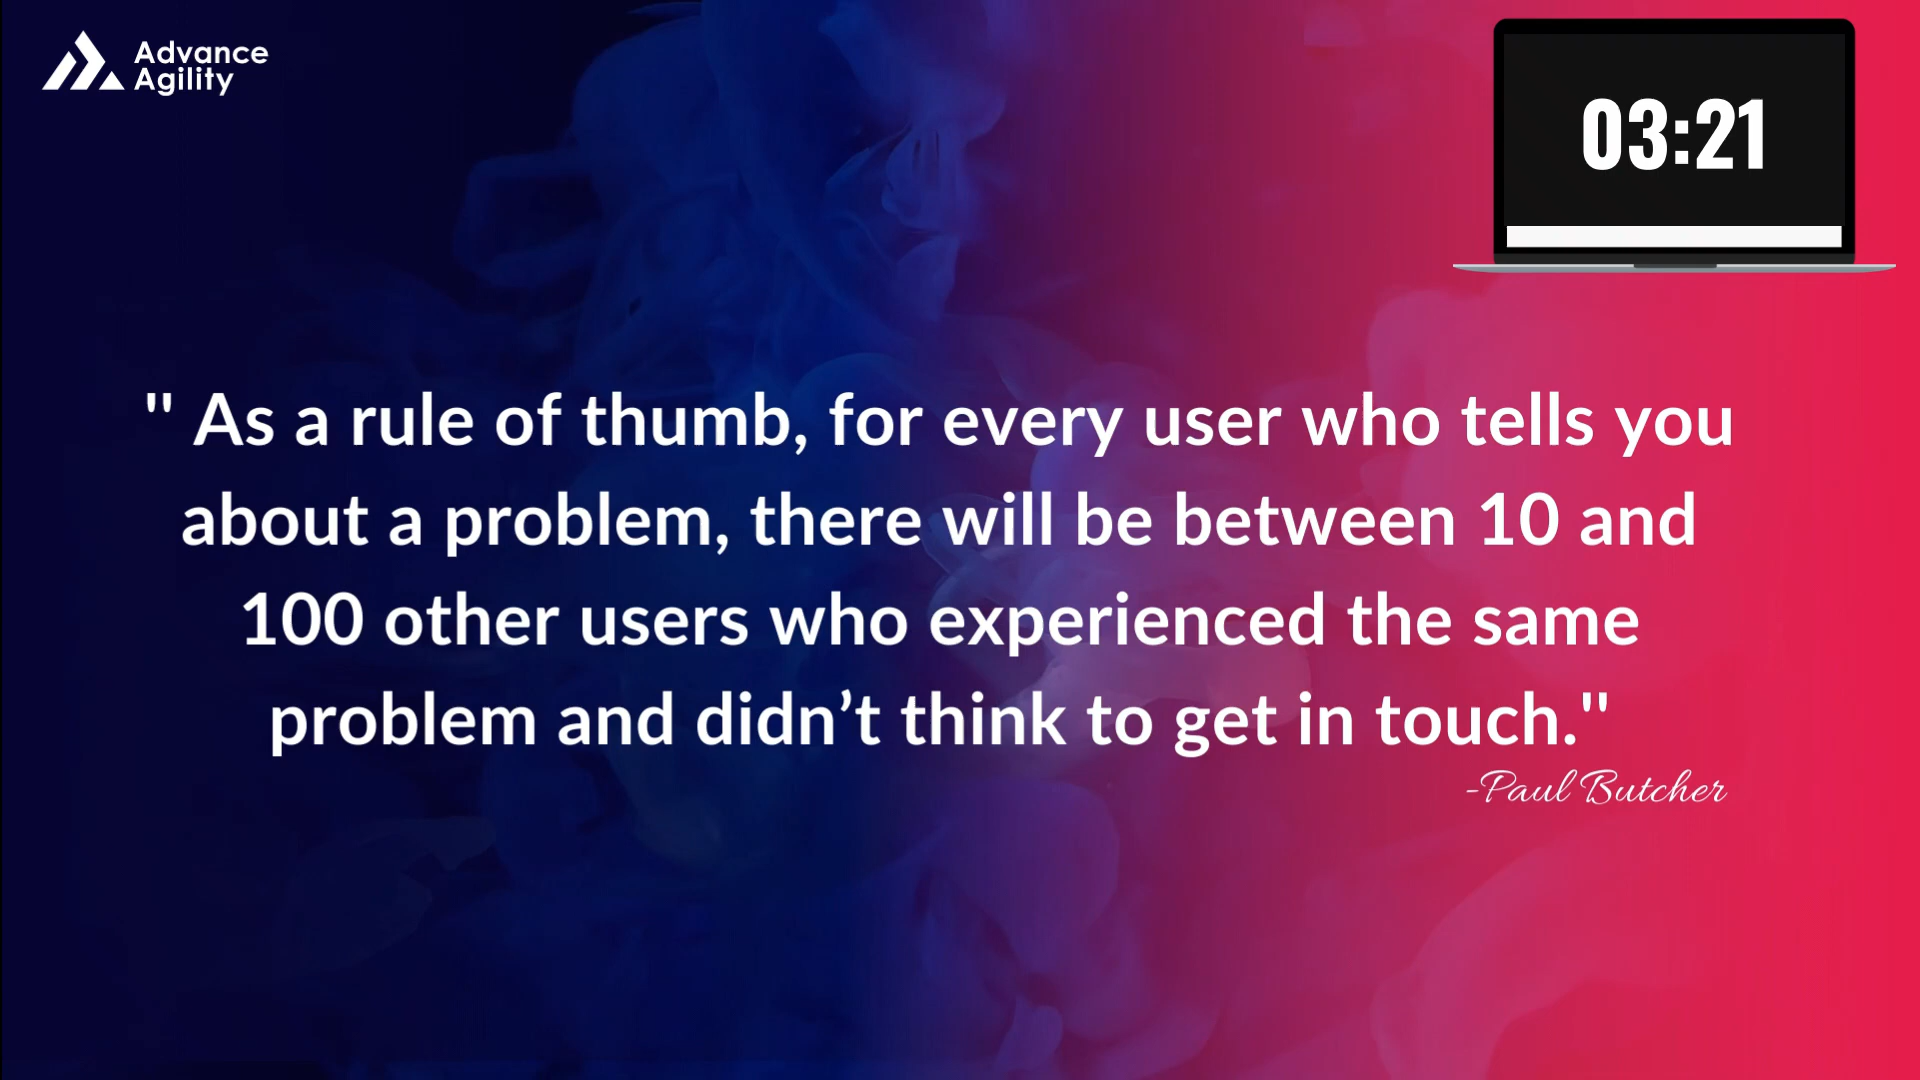 Advance
Agility
03:21
" As a rule of thumb, for every user who tells you
about a problem, there will be between 10 and
100 other users who experienced the same
problem and didn’t think to get in touch."
-Paul Butcher